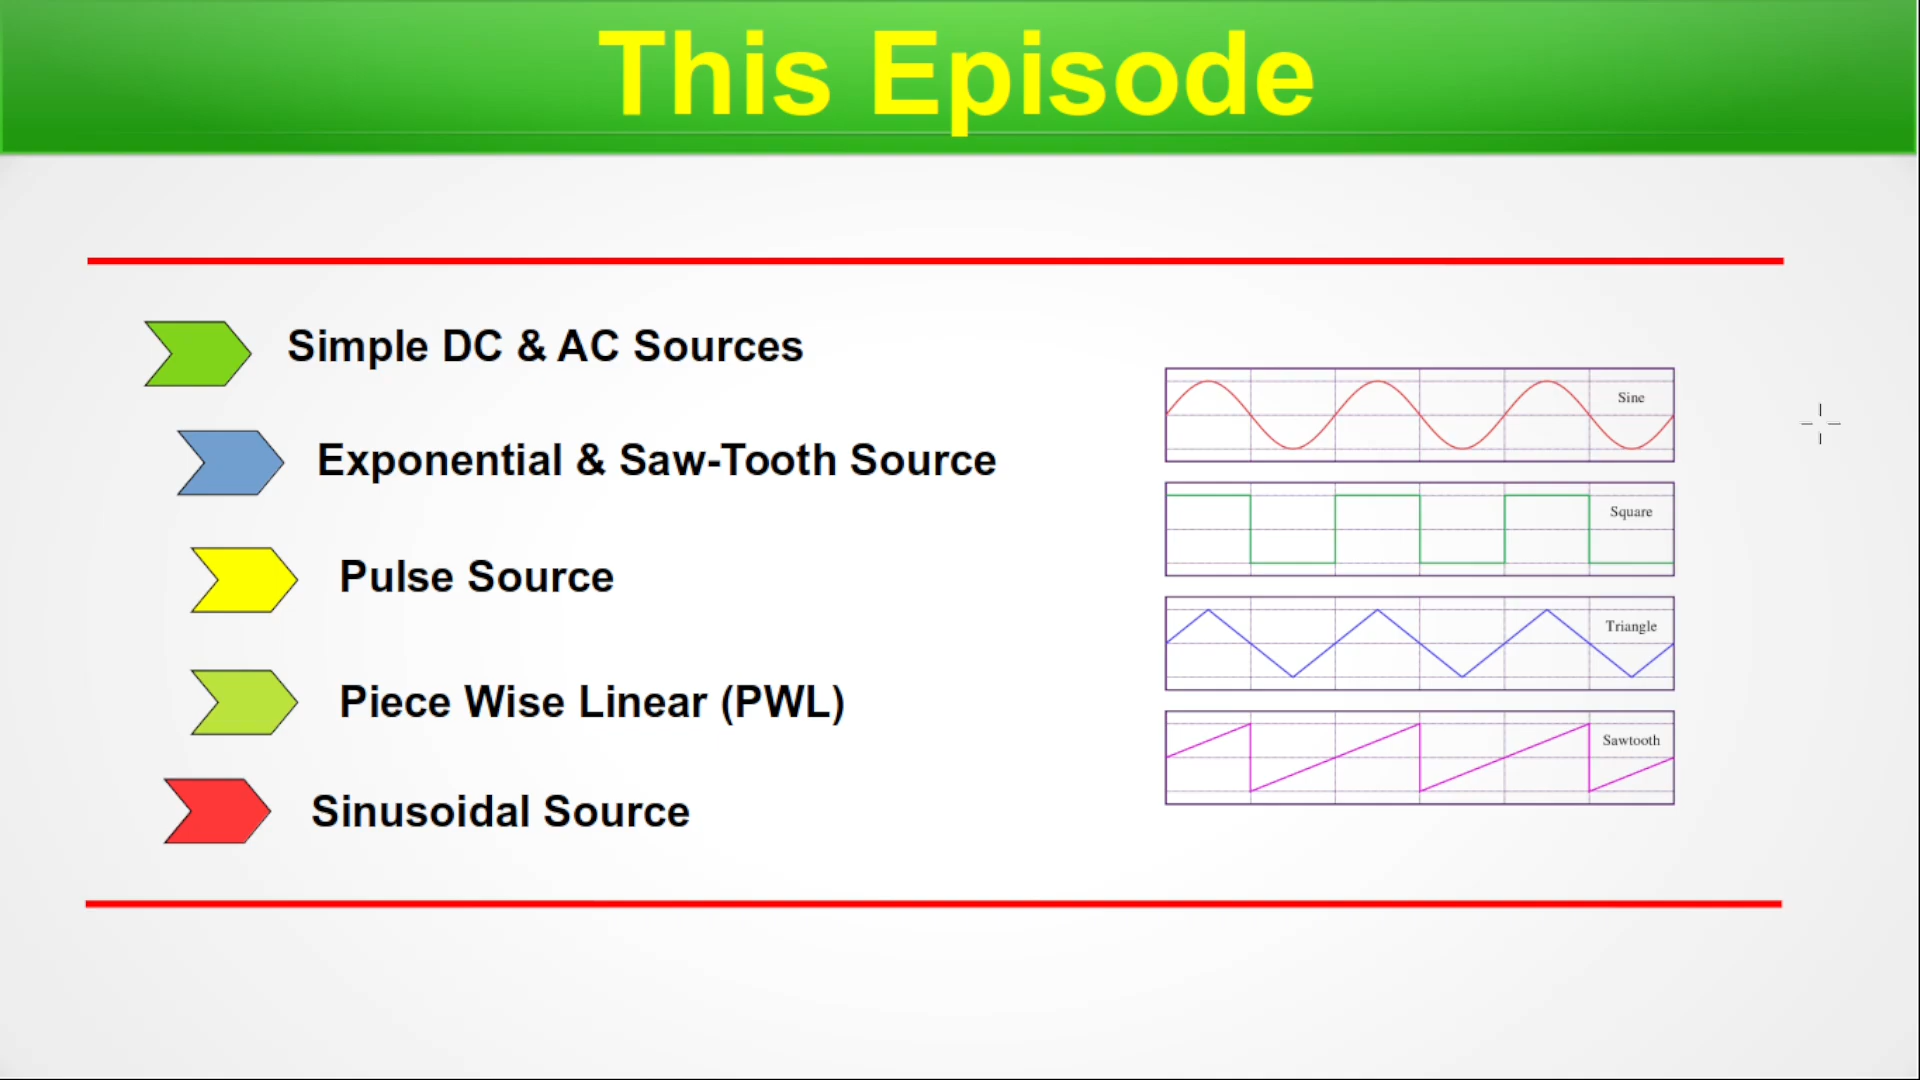 This Episode
Simple DC & AC Sources
Exponential & Saw-Tooth Source
Pulse Source
Piece Wise Linear (PWL)
Sinusoidal Source
Sine
Square
Triangle
Sawtooth